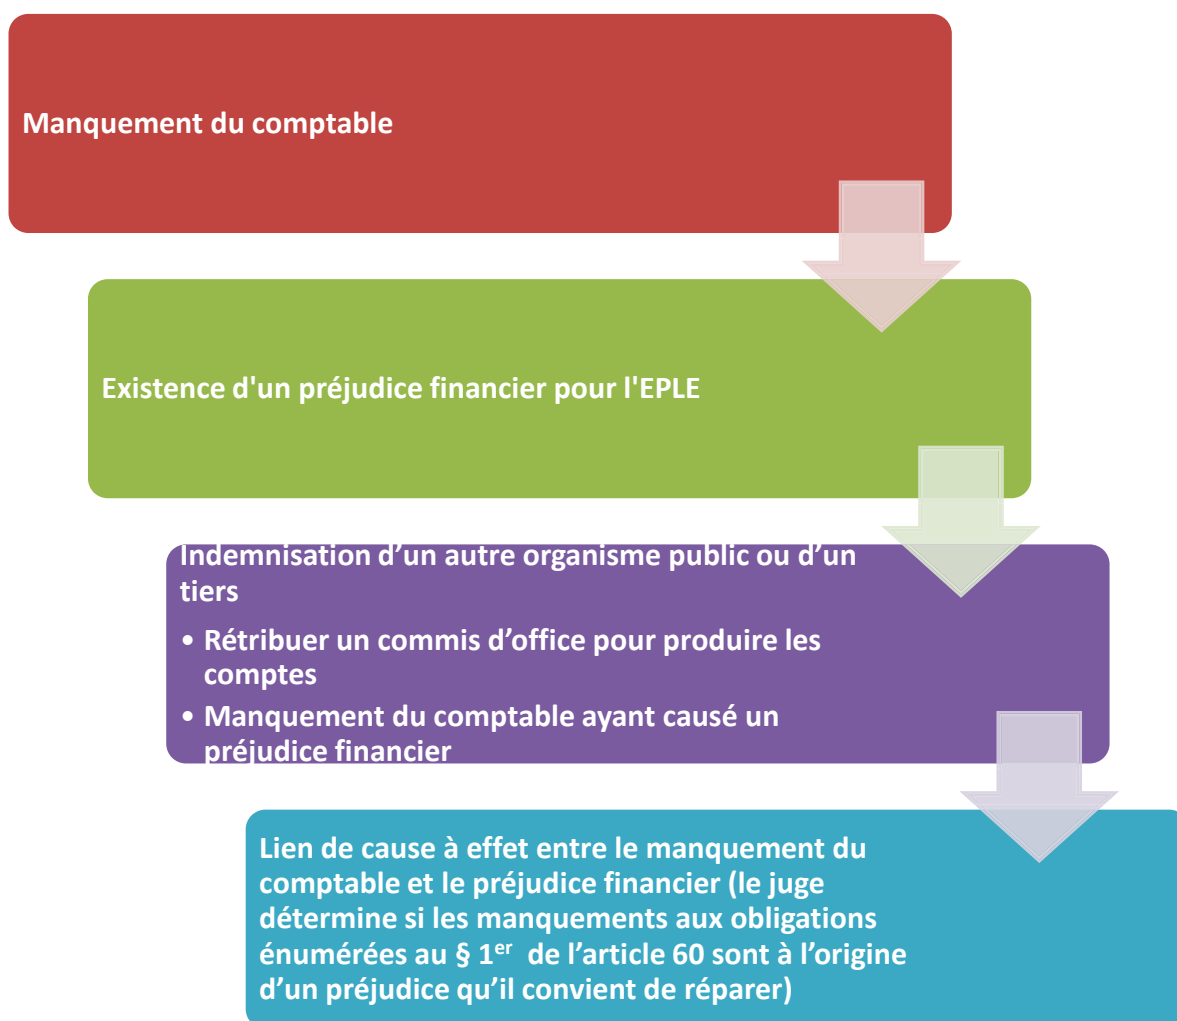 Manquement du comptable
Existence d'un préjudice financier pour l'EPLE
Indemnisation d’un autre organisme public ou d’un
tiers
• Rétribuer un commis d’office pour produire les
comptes
• Manquement du comptable ayant causé un
préjudice financier
Lien de cause à effet entre le manquement du
comptable et le préjudice financier (le juge
détermine si les manquements aux obligations
énumérées au § 1er de l’article 60 sont à l’origine
d’un préjudice qu’il convient de réparer)